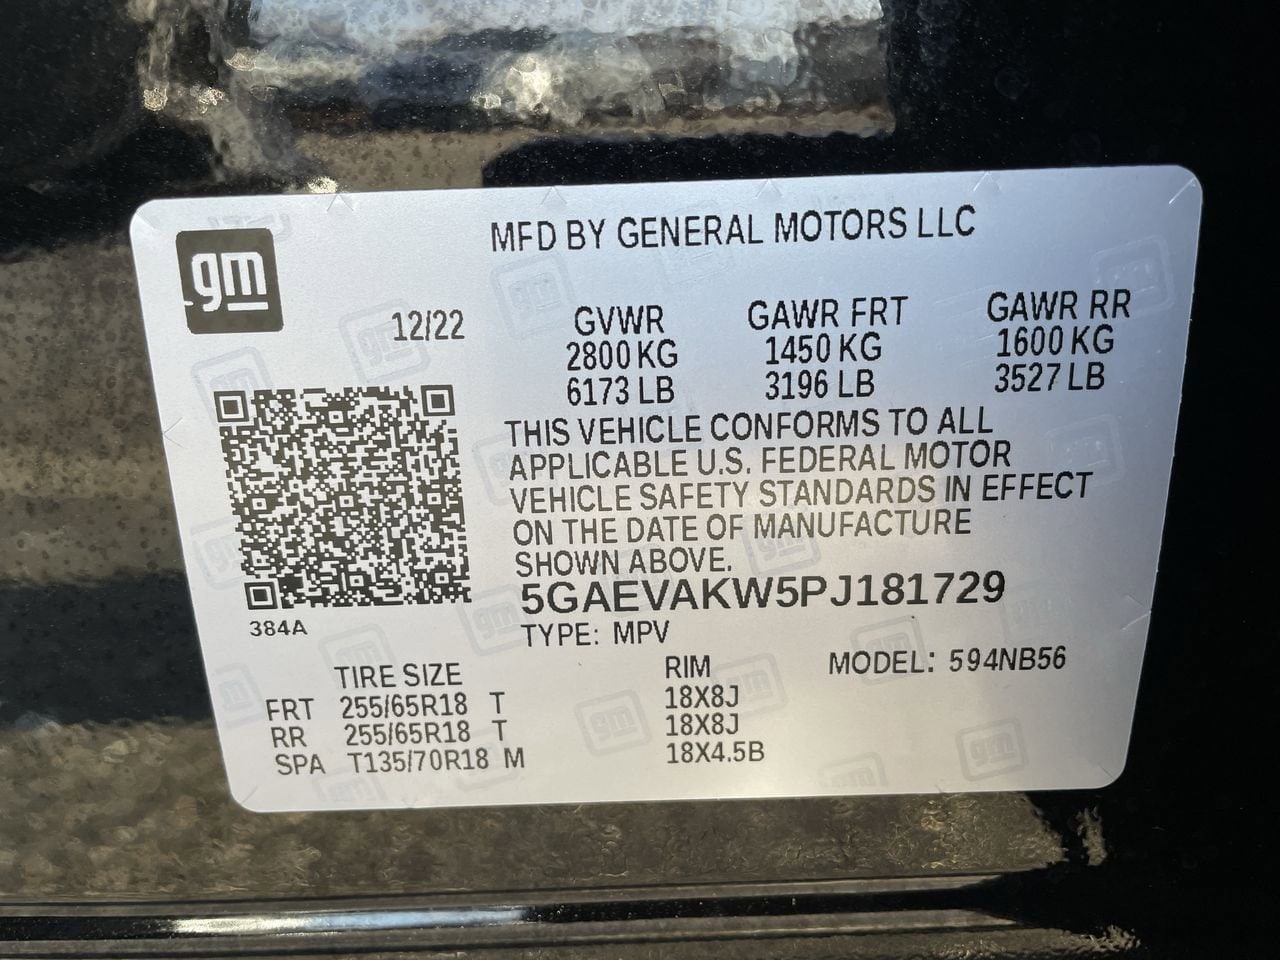 gm
MFD BY GENERAL MOTORS LLC
12/22
GVWR GAWR FRT GAWR RR
2800 KG 1450 KG 1600 KG
6173 LB 3196 LB 3527 LB
THIS VEHICLE CONFORMS TO ALL
APPLICABLE U.S. FEDERAL MOTOR
VEHICLE SAFETY STANDARDS IN EFFECT
ON THE DATE OF MANUFACTURE
SHOWN ABOVE.
5GAEVAKW5PJ181729
384A
TYPE: MPV
TIRE SIZE RIM MODEL: 594NB56
FRT 255/65R18 T 18X8J
RR 255/65R18 T 18X8J
SPA T135/70R18 M 18X4.5B